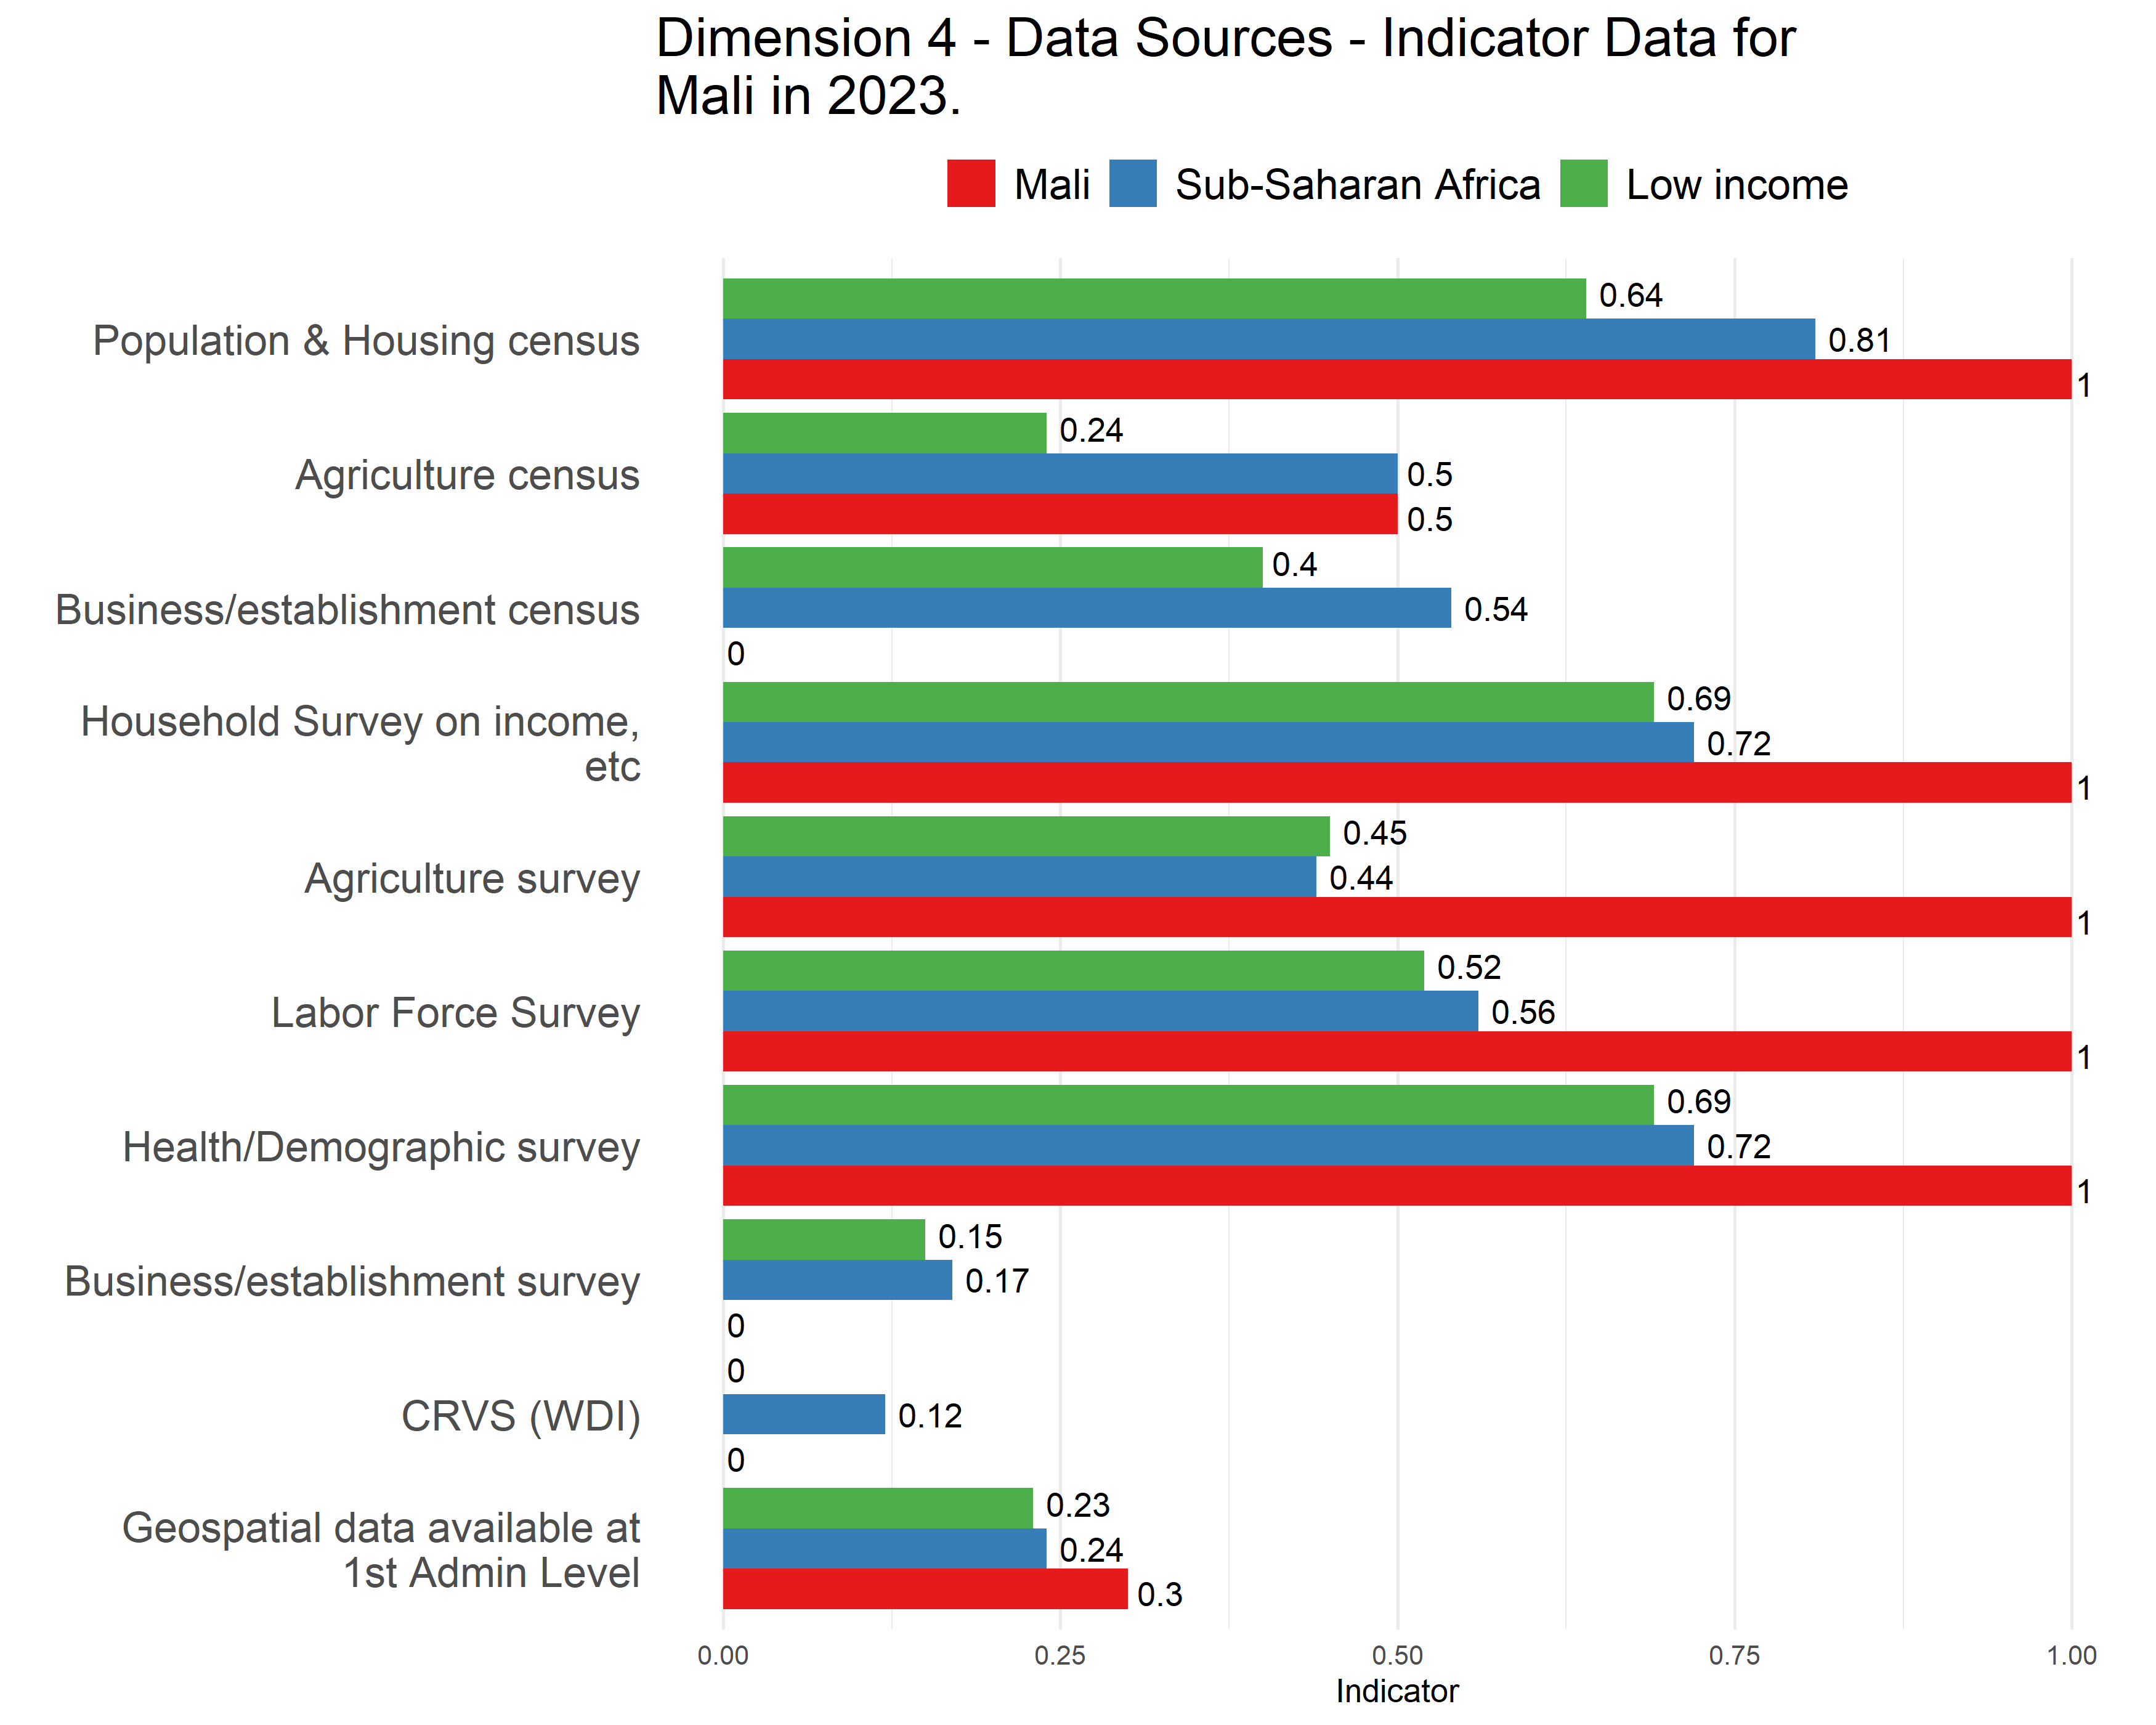 Dimension 4 - Data Sources - Indicator Data for
Mali in 2023.
Mali
Sub-Saharan Africa
Low income
Population & Housing census
0.64
0.81
1
Agriculture census
0.24
0.5
0.5
Business/establishment census
0.4
0.54
0
Household Survey on income,
etc
0.69
0.72
1
Agriculture survey
0.45
0.44
1
Labor Force Survey
0.52
0.56
1
Health/Demographic survey
0.69
0.72
1
Business/establishment survey
0.15
0.17
0
CRVS (WDI)
0
0.12
0
Geospatial data available at
1st Admin Level
0.23
0.24
0.3
0.00
0.25
0.50
0.75
1.00
Indicator